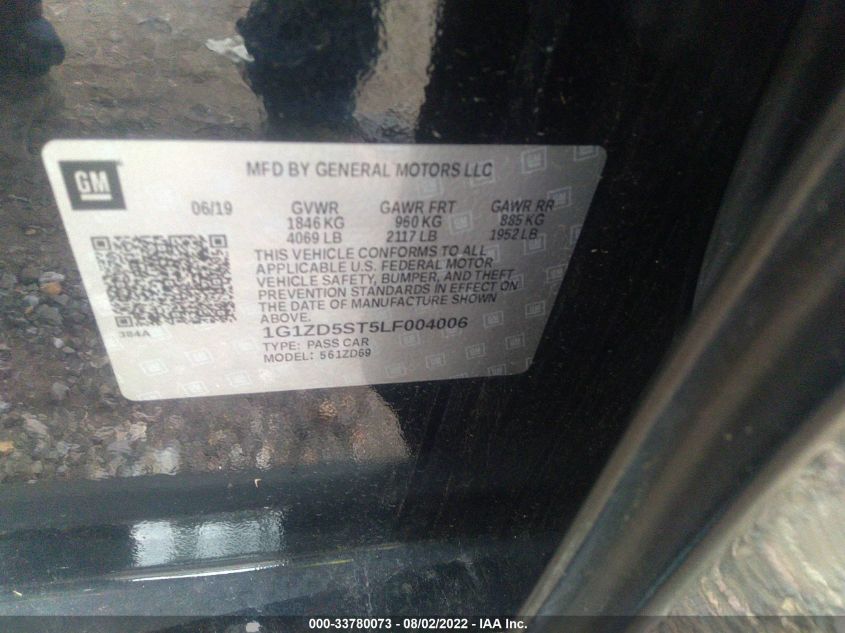 GM
MFD BY GENERAL MOTORS LLC
06/19 GVWR GAWR FRT GAWR RR
1846 KG 960 KG 885 KG
4069 LB 2117 LB 1952 LB
THIS VEHICLE CONFORMS TO ALL
APPLICABLE U.S. FEDERAL MOTOR
VEHICLE SAFETY, BUMPER, AND THEFT
PREVENTION STANDARDS IN EFFECT ON
THE DATE OF MANUFACTURE SHOWN
ABOVE.
384A
1G1ZD5ST5LF004006
TYPE: PASS CAR
MODEL: 561ZD69
000-33780073 - 08/02/2022 - IAA Inc.